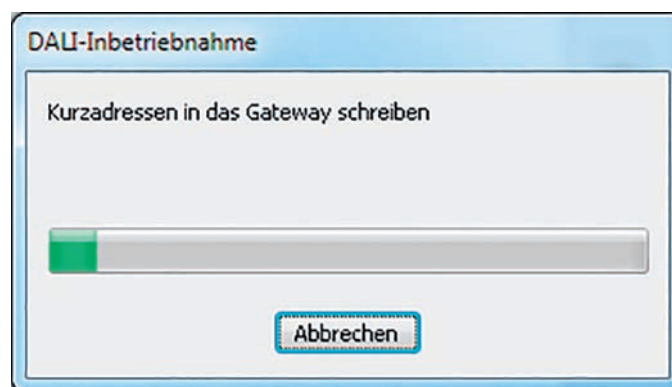 DALI-Inbetriebnahme
Kurzadressen in das Gateway schreiben
Abbrechen